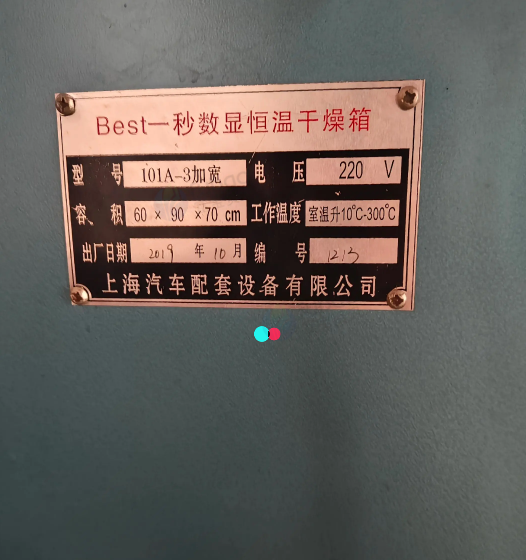 Best一秒数显恒温干燥箱
型 号 101A-3加宽 电 压 220 V
容 积 60 × 90 ×70 cm 工作温度 室温升10℃-300℃
出厂日期 2019 年 10 月 编 号 1213
上海汽车配套设备有限公司